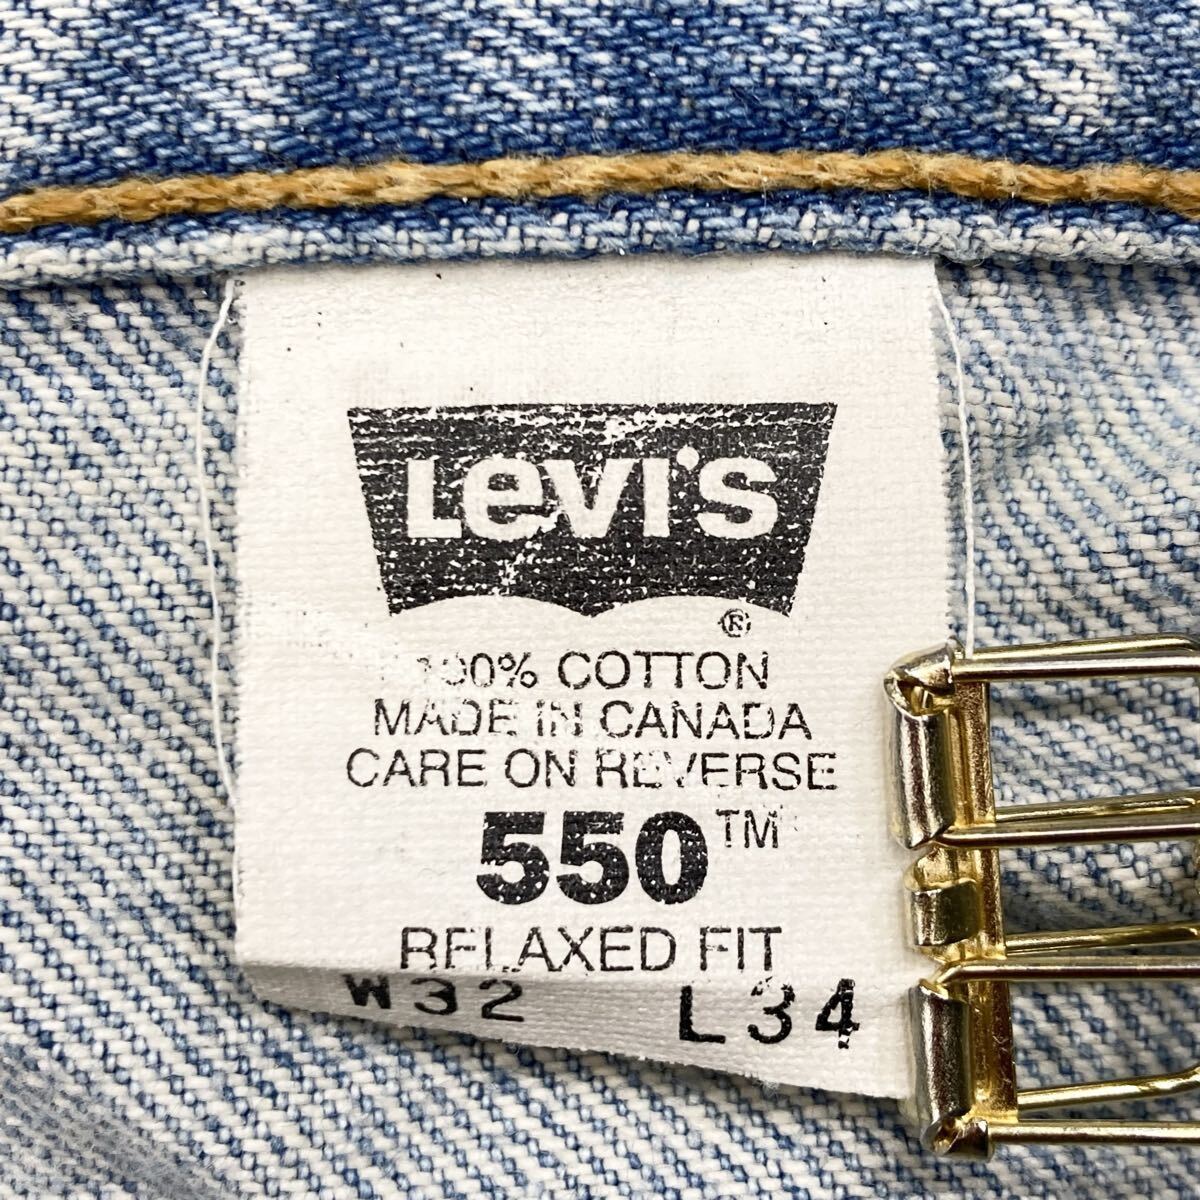 Levi's
®
100% COTTON
MADE IN CANADA
CARE ON REVERSE
550™
RELAXED FIT
W32 L34